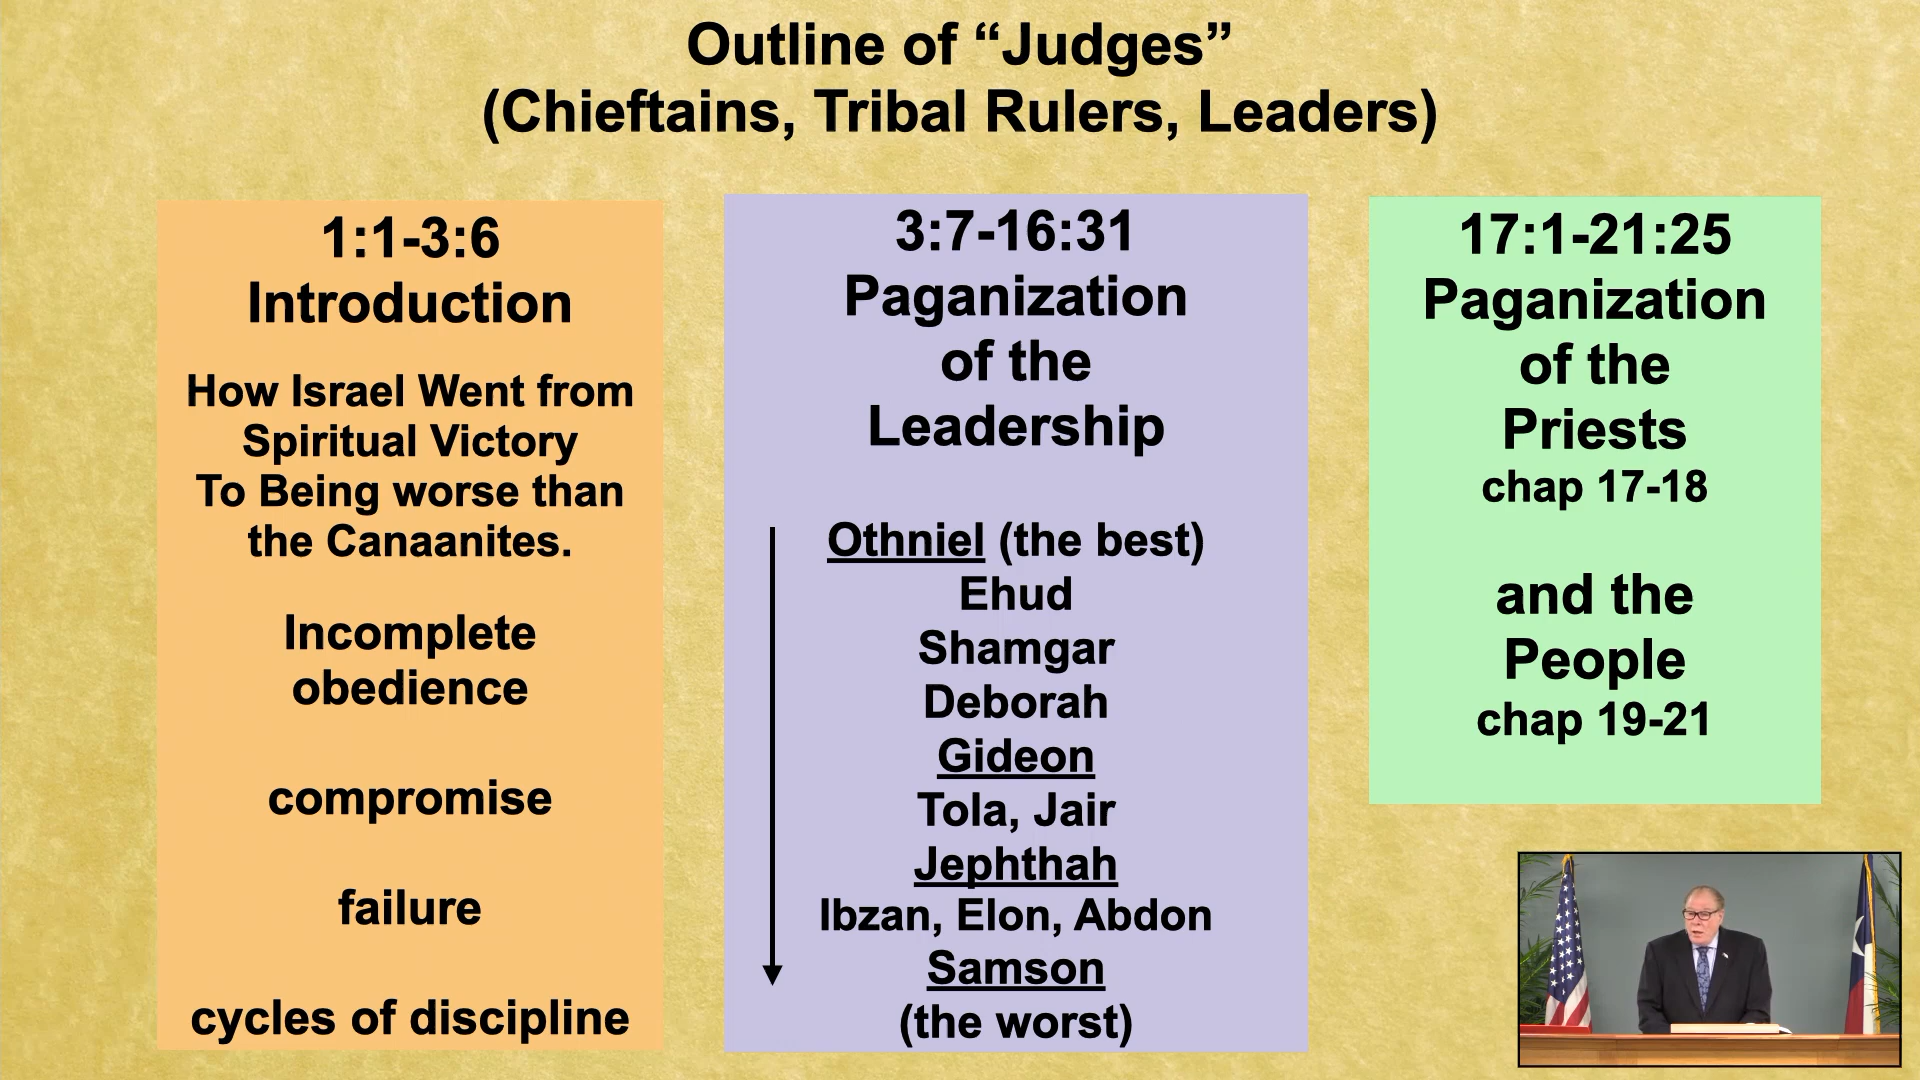 Outline of “Judges”
(Chieftains, Tribal Rulers, Leaders)
1:1-3:6
Introduction
How Israel Went from
Spiritual Victory
To Being worse than
the Canaanites.
Incomplete
obedience
compromise
failure
cycles of discipline
3:7-16:31
Paganization
of the
Leadership
Othniel (the best)
Ehud
Shamgar
Deborah
Gideon
Tola, Jair
Jephthah
Ibzan, Elon, Abdon
Samson
(the worst)
17:1-21:25
Paganization
of the
Priests
chap 17-18
and the
People
chap 19-21